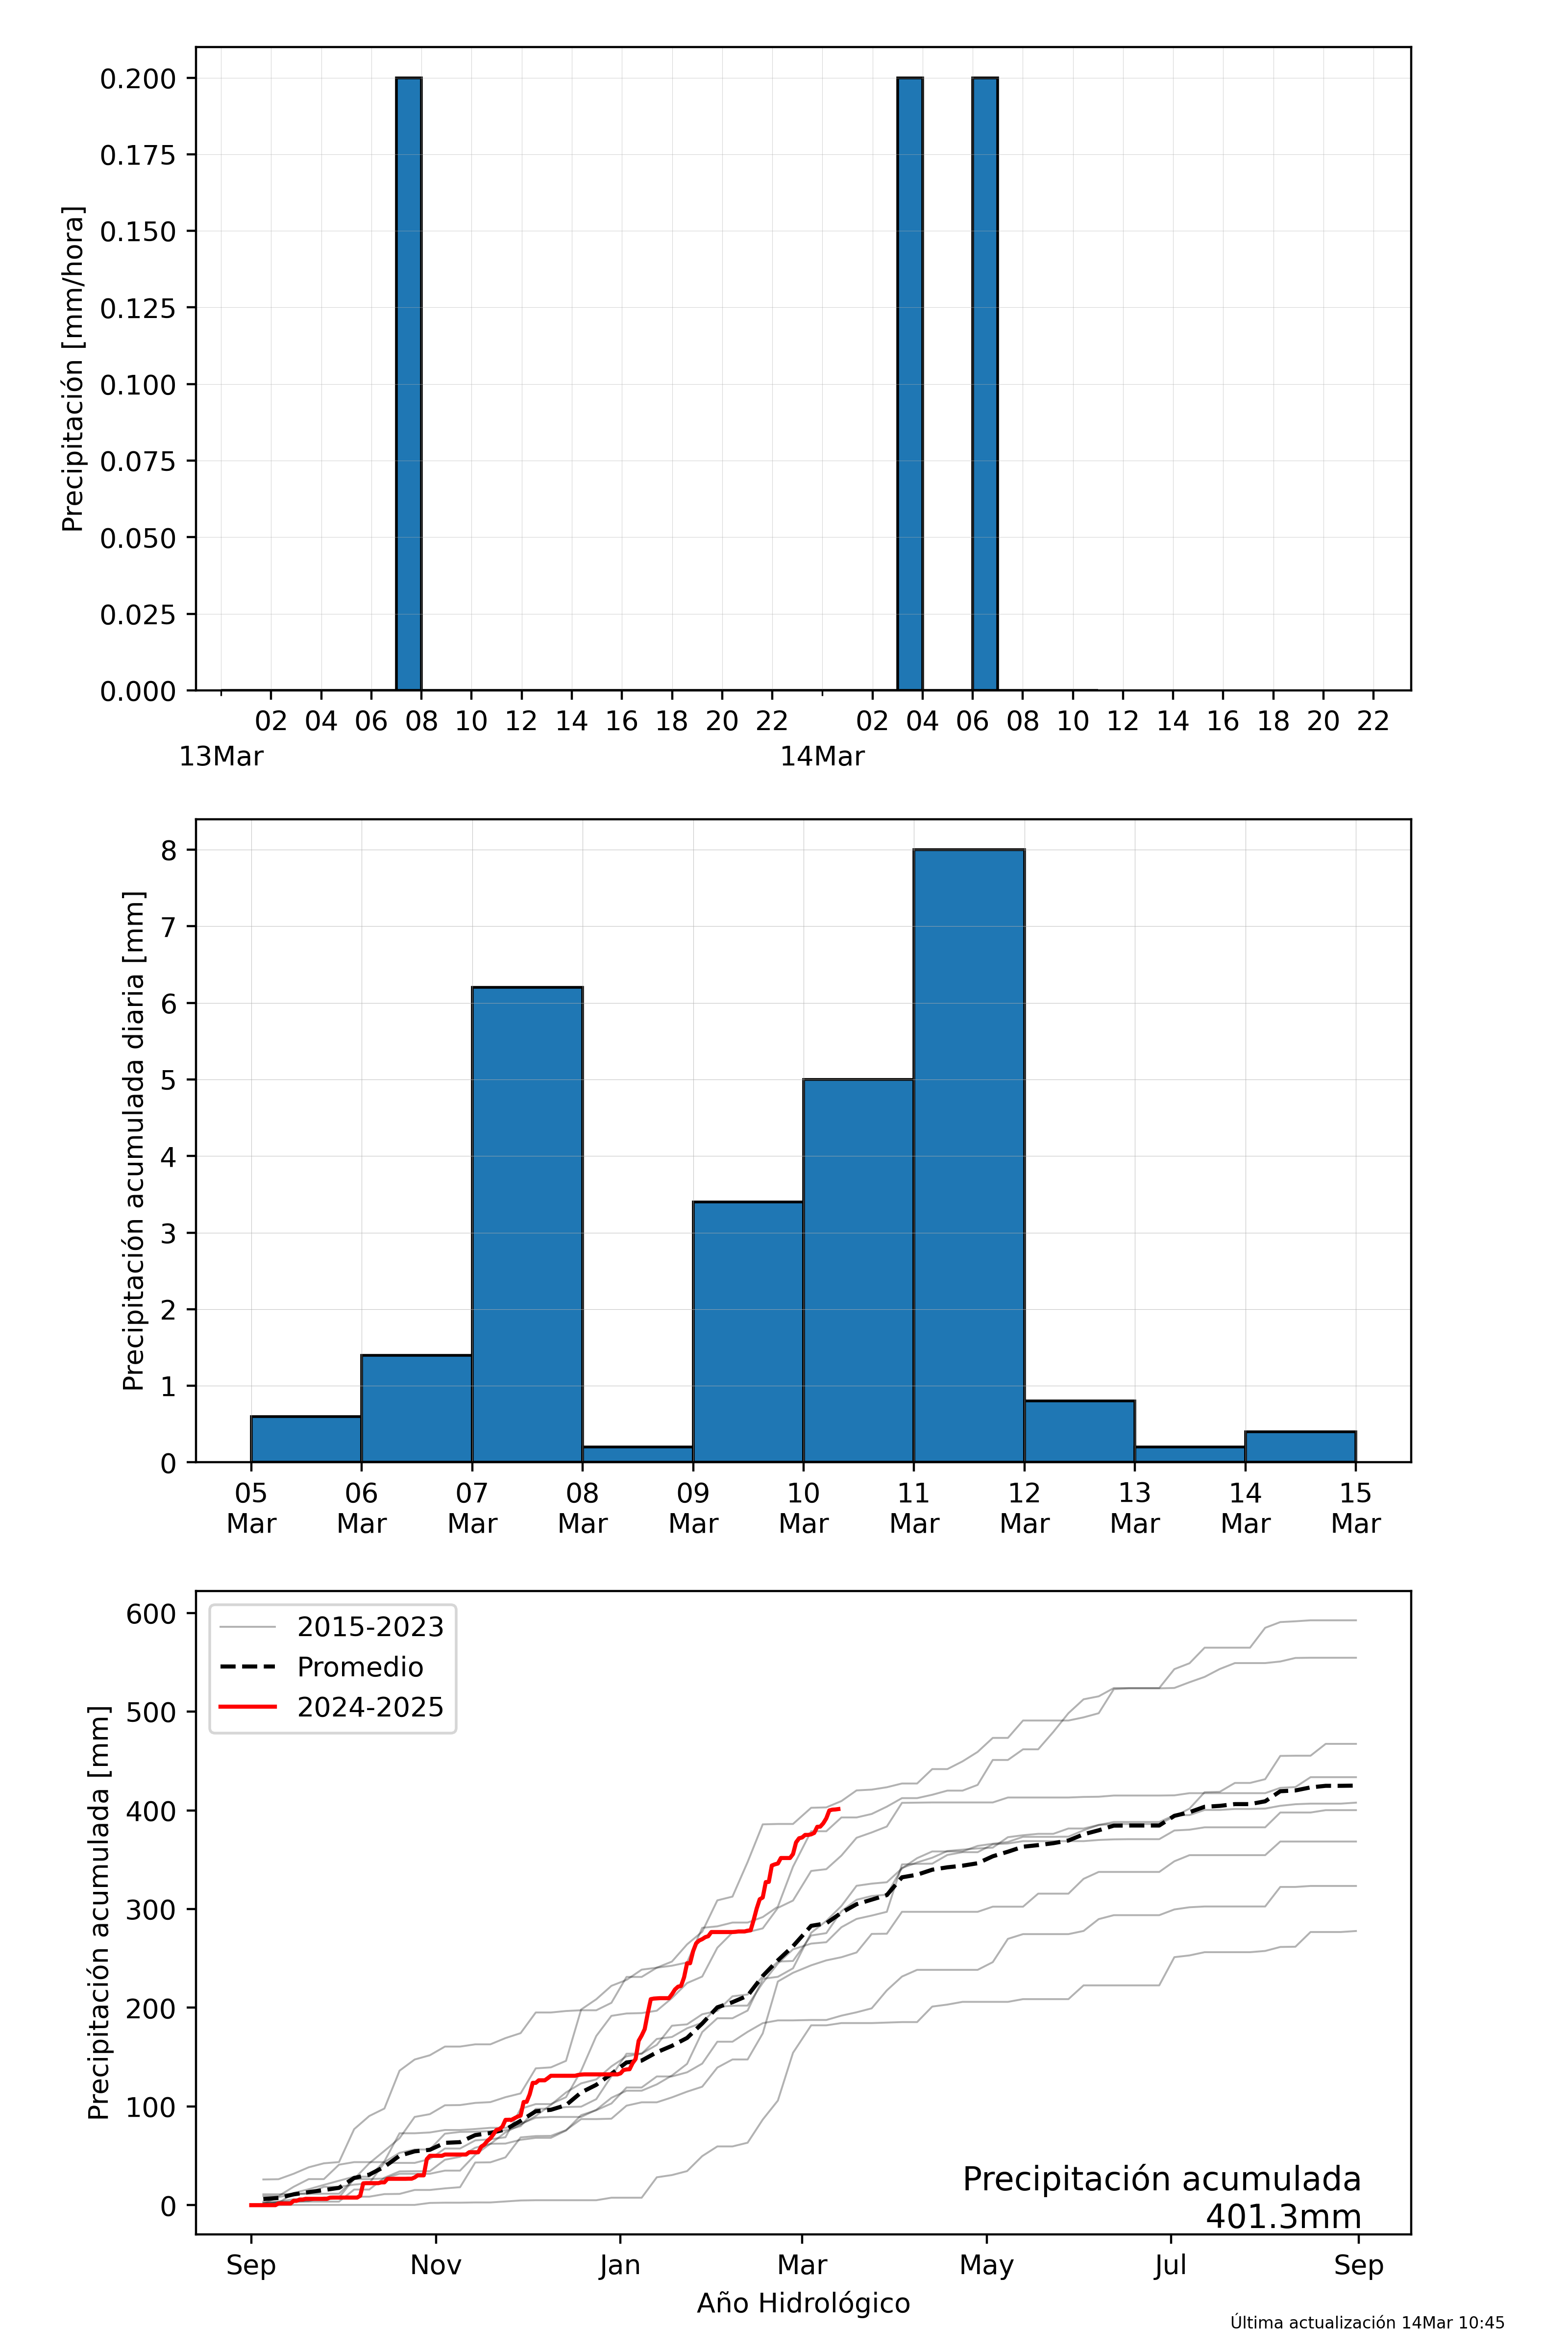 Precipitación [mm/hora]
0.200
0.175
0.150
0.125
0.100
0.075
0.050
0.025
0.000
02 04 06 08 10 12 14 16 18 20 22 02 04 06 08 10 12 14 16 18 20 22
13Mar 14Mar
Precipitación acumulada diaria [mm]
8
7
6
5
4
3
2
1
0
05 06 07 08 09 10 11 12 13 14 15
Mar Mar Mar Mar Mar Mar Mar Mar Mar Mar Mar
Precipitación acumulada [mm]
600
500
400
300
200
100
0
2015-2023
Promedio
2024-2025
Precipitación acumulada
401.3mm
Sep Nov Jan Mar May Jul Sep
Año Hidrológico
Última actualización 14Mar 10:45